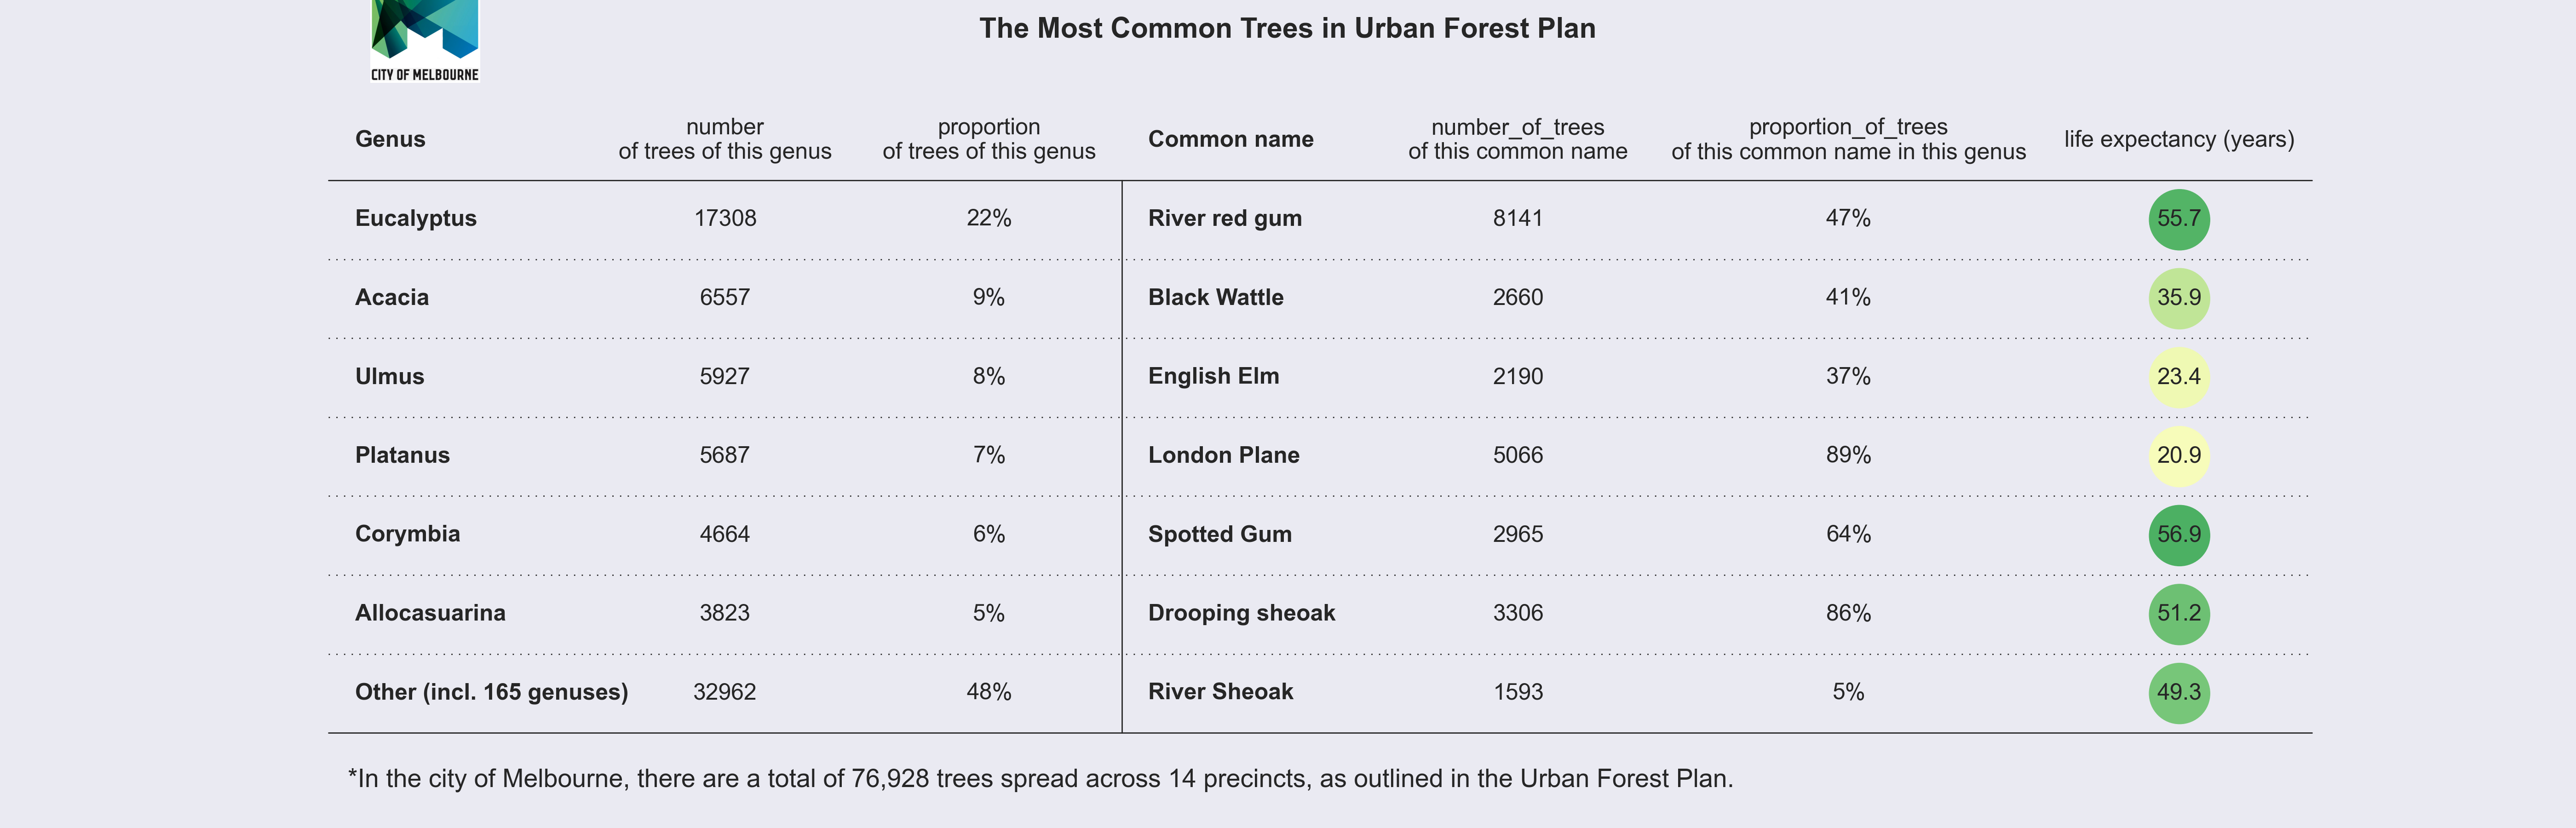 The Most Common Trees in Urban Forest Plan
CITY OF MELBOURNE
Genus
number
of trees of this genus
proportion
of trees of this genus
Common name
number_of_trees
of this common name
proportion_of_trees
of this common name in this genus
life expectancy (years)
Eucalyptus 17308 22% River red gum 8141 47% 55.7
Acacia 6557 9% Black Wattle 2660 41% 35.9
Ulmus 5927 8% English Elm 2190 37% 23.4
Platanus 5687 7% London Plane 5066 89% 20.9
Corymbia 4664 6% Spotted Gum 2965 64% 56.9
Allocasuarina 3823 5% Drooping sheoak 3306 86% 51.2
Other (incl. 165 genuses) 32962 48% River Sheoak 1593 5% 49.3
*In the city of Melbourne, there are a total of 76,928 trees spread across 14 precincts, as outlined in the Urban Forest Plan.